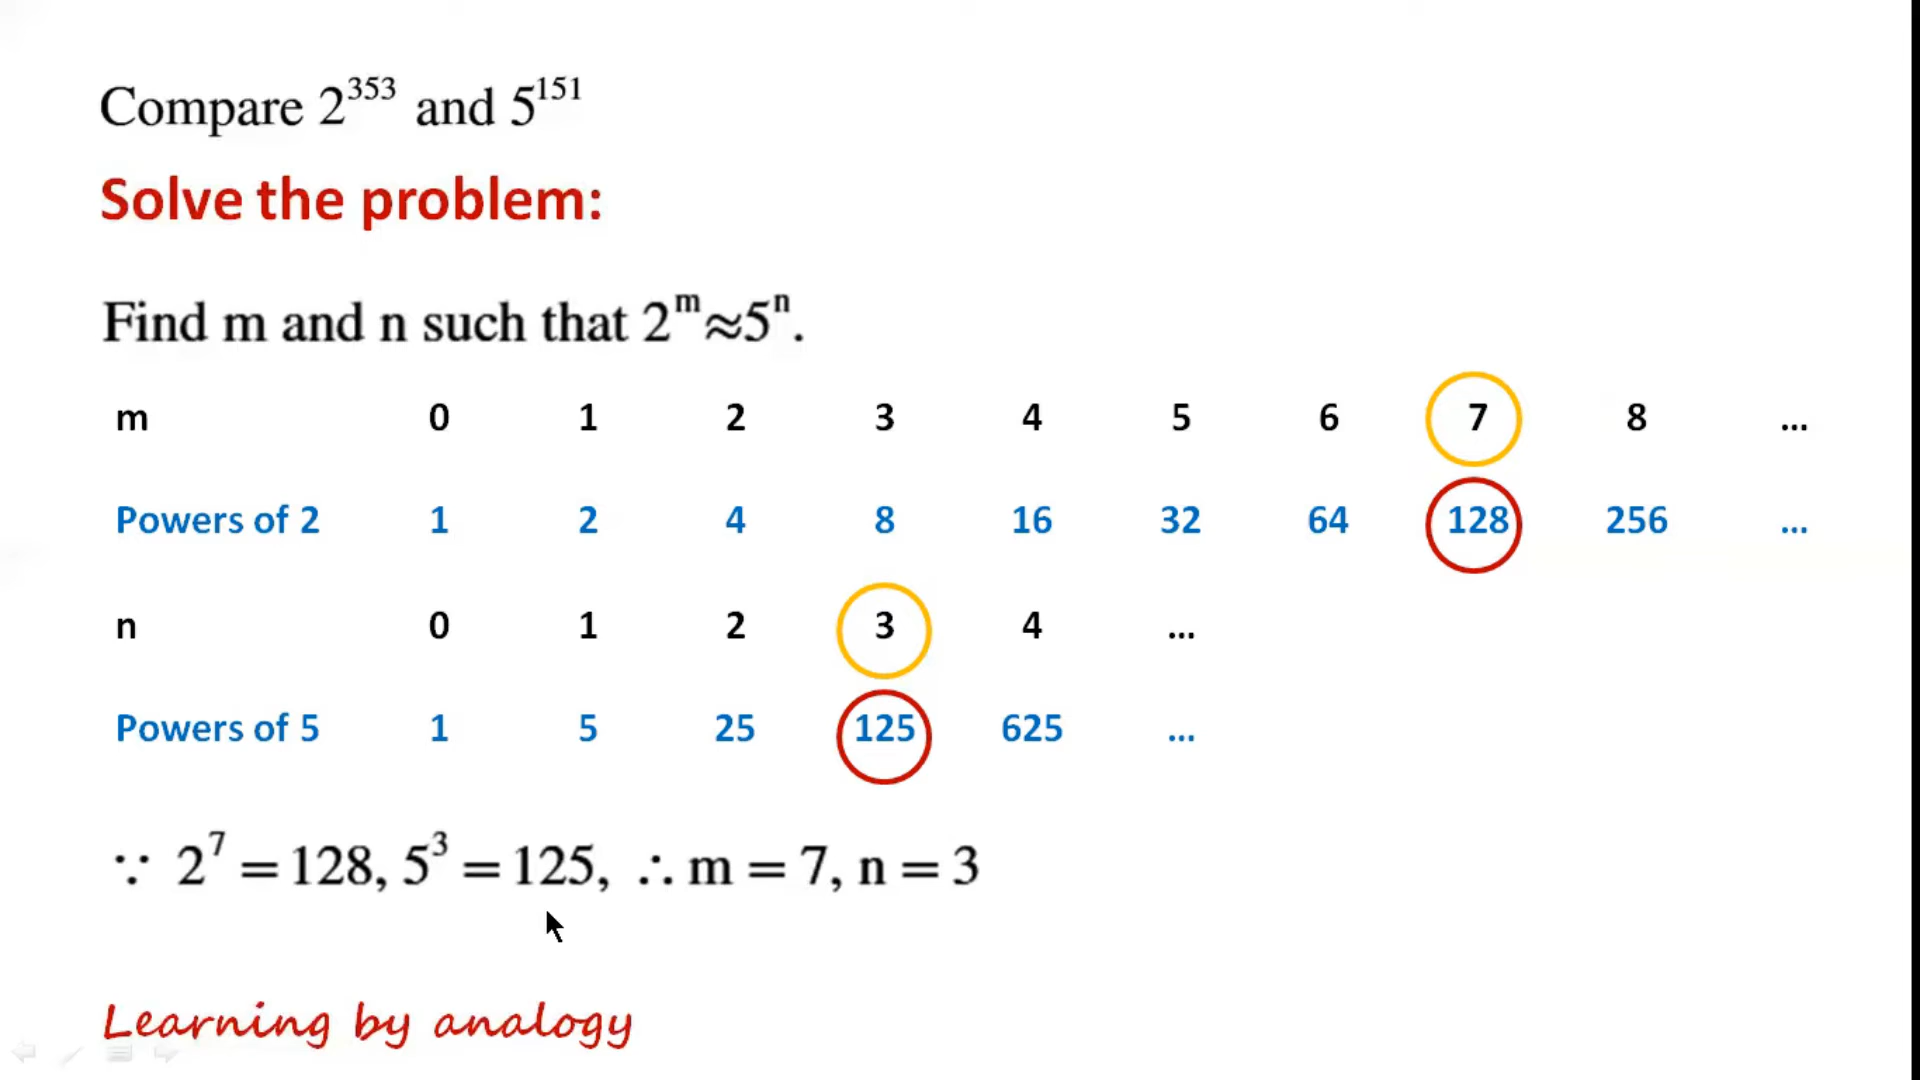 Compare 2^353 and 5^151
Solve the problem:
Find m and n such that 2^m≈5^n.
m 0 1 2 3 4 5 6 7 8 ...
Powers of 2 1 2 4 8 16 32 64 128 256 ...
n 0 1 2 3 4 ...
Powers of 5 1 5 25 125 625 ...
∵ 2^7 = 128, 5^3 = 125, ∴ m = 7, n = 3
Learning by analogy